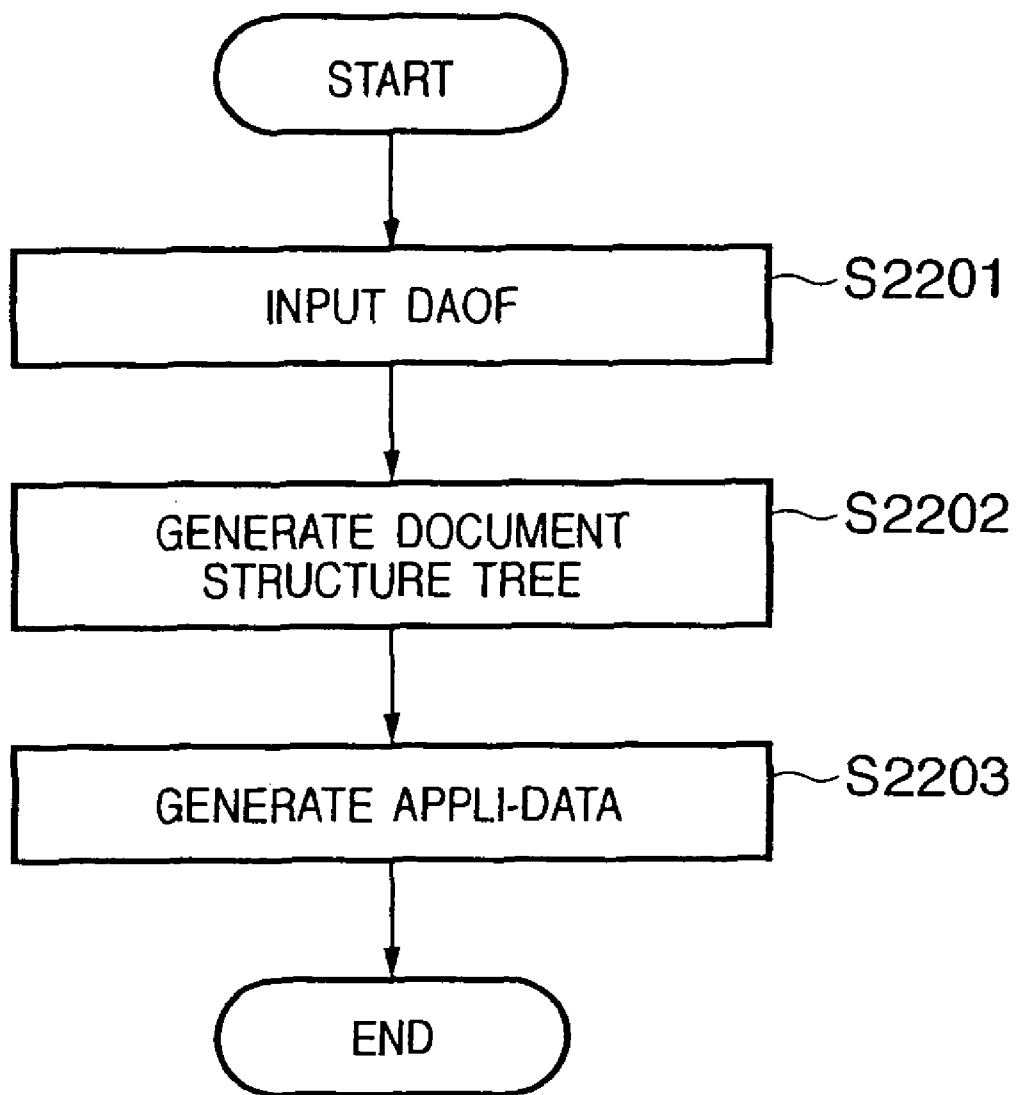 START
INPUT DAOF
S2201
GENERATE DOCUMENT
STRUCTURE TREE
S2202
GENERATE APPLI-DATA
S2203
END